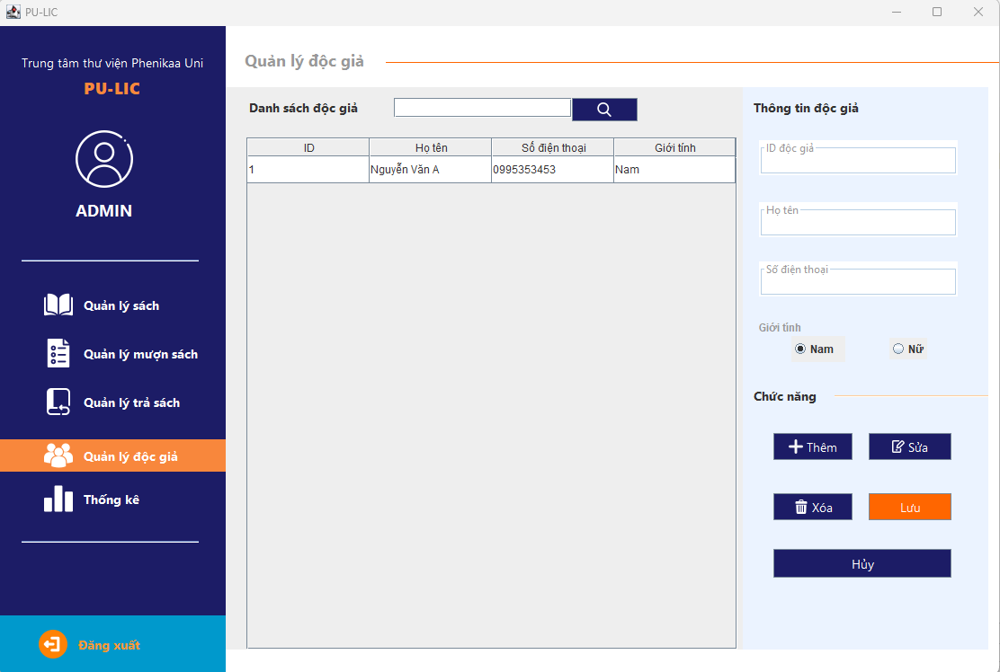 PU-LIC
Trung tâm thư viện Phenikaa Uni
PU-LIC
ADMIN
Quản lý sách
Quản lý mượn sách
Quản lý trả sách
Quản lý độc giả
Thống kê
Đăng xuất
Quản lý độc giả
Danh sách độc giả
ID Họ tên Số điện thoại Giới tính
1 Nguyễn Văn A 0995353453 Nam
Thông tin độc giả
ID độc giả
Họ tên
Số điện thoại
Giới tính
Nam Nữ
Chức năng
Thêm Sửa
Xóa Lưu
Hủy